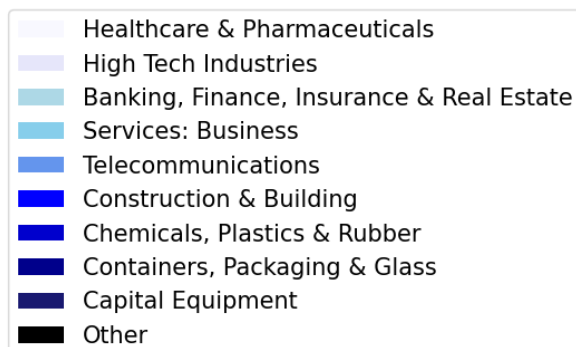 Healthcare & Pharmaceuticals
High Tech Industries
Banking, Finance, Insurance & Real Estate
Services: Business
Telecommunications
Construction & Building
Chemicals, Plastics & Rubber
Containers, Packaging & Glass
Capital Equipment
Other